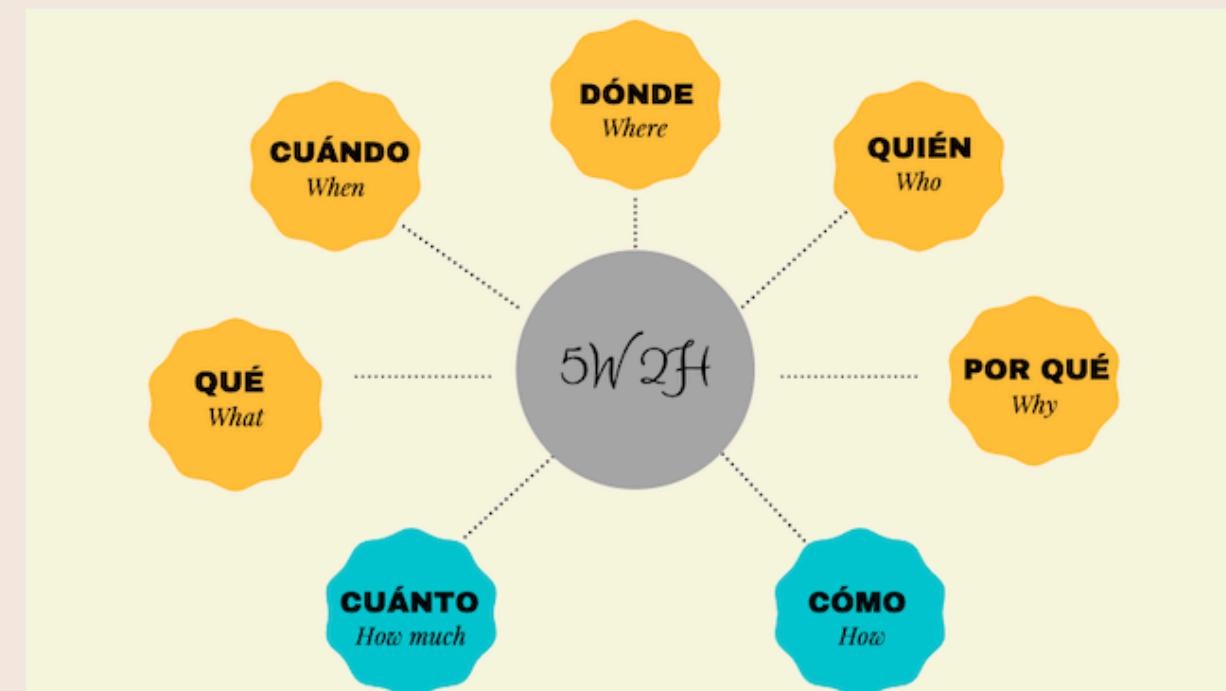 DÓNDE
Where
CUÁNDO
When
QUIÉN
Who
5W2H
QUÉ
What
POR QUÉ
Why
CUÁNTO
How much
CÓMO
How